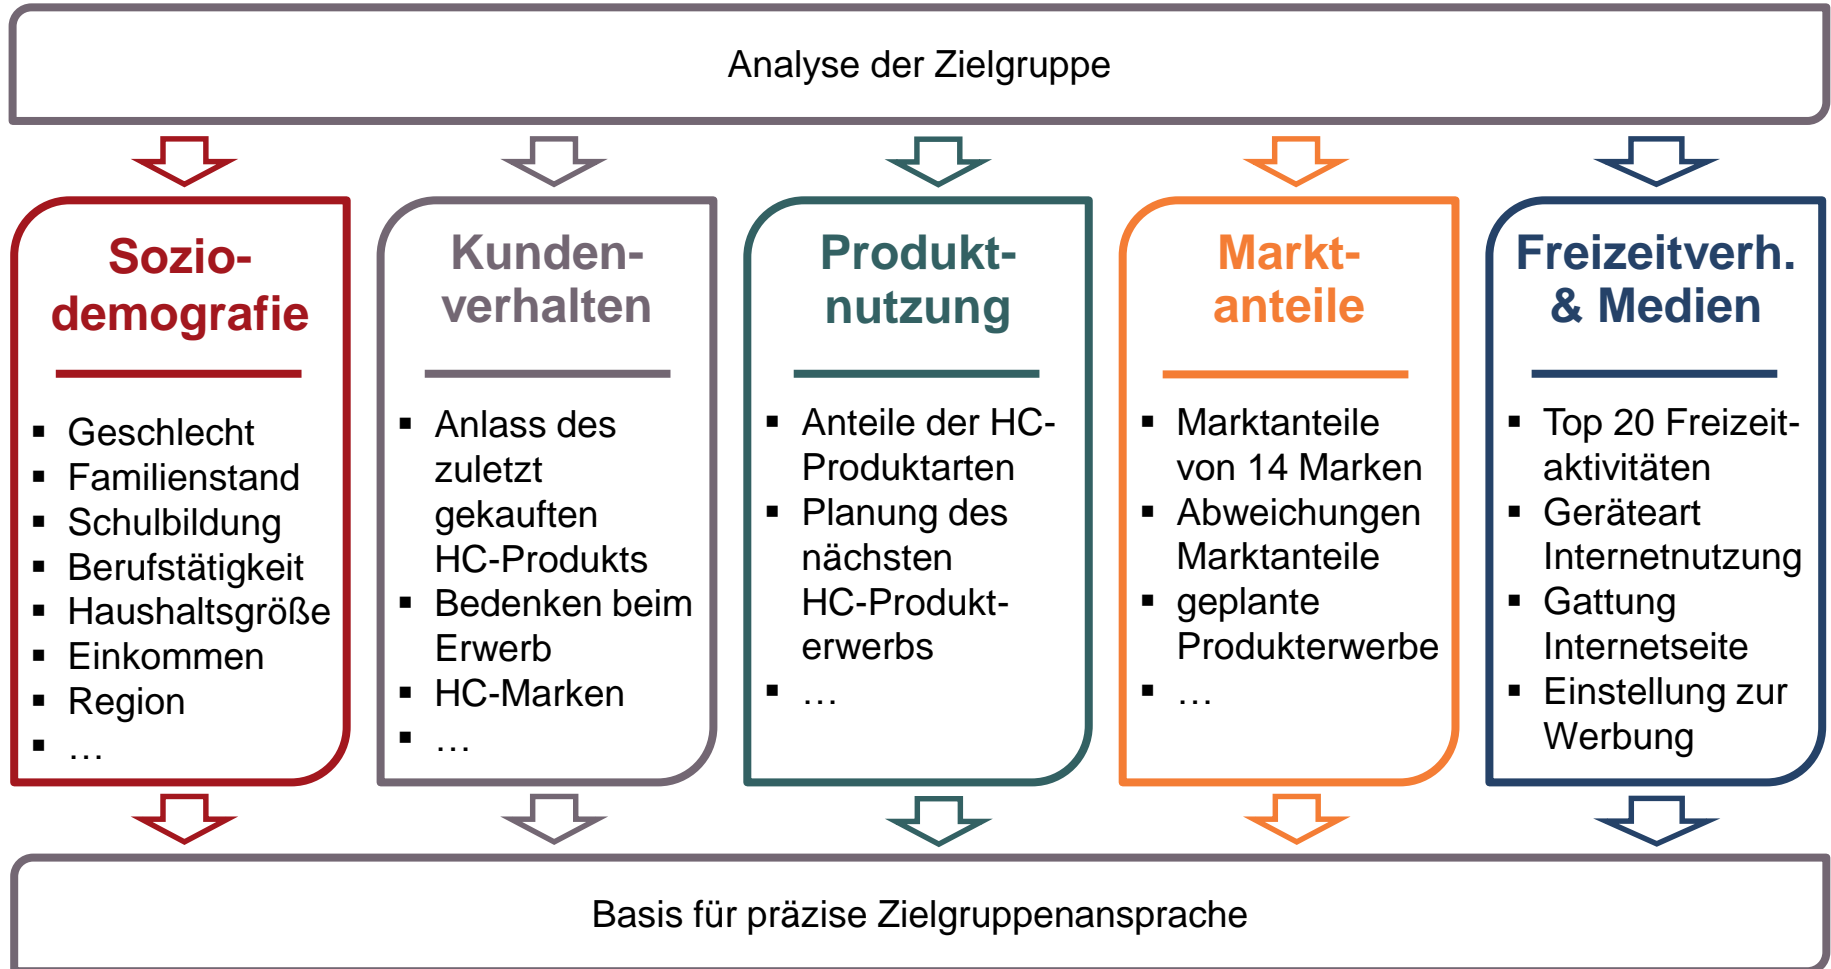 Analyse der Zielgruppe
Sozio-
demografie
▪ Geschlecht
▪ Familienstand
▪ Schulbildung
▪ Berufstätigkeit
▪ Haushaltsgröße
▪ Einkommen
▪ Region
▪ …
Kunden-
verhalten
▪ Anlass des
zuletzt
gekauften
HC-Produkts
▪ Bedenken beim
Erwerb
▪ HC-Marken
▪ …
Produkt-
nutzung
▪ Anteile der HC-
Produktarten
▪ Planung des
nächsten
HC-Produkt-
erwerbs
▪ …
Markt-
anteile
▪ Marktanteile
von 14 Marken
▪ Abweichungen
Marktanteile
▪ geplante
Produkterwerbe
▪ …
Freizeitverh.
& Medien
▪ Top 20 Freizeit-
aktivitäten
▪ Geräteart
Internetnutzung
▪ Gattung
Internetseite
▪ Einstellung zur
Werbung
Basis für präzise Zielgruppenansprache